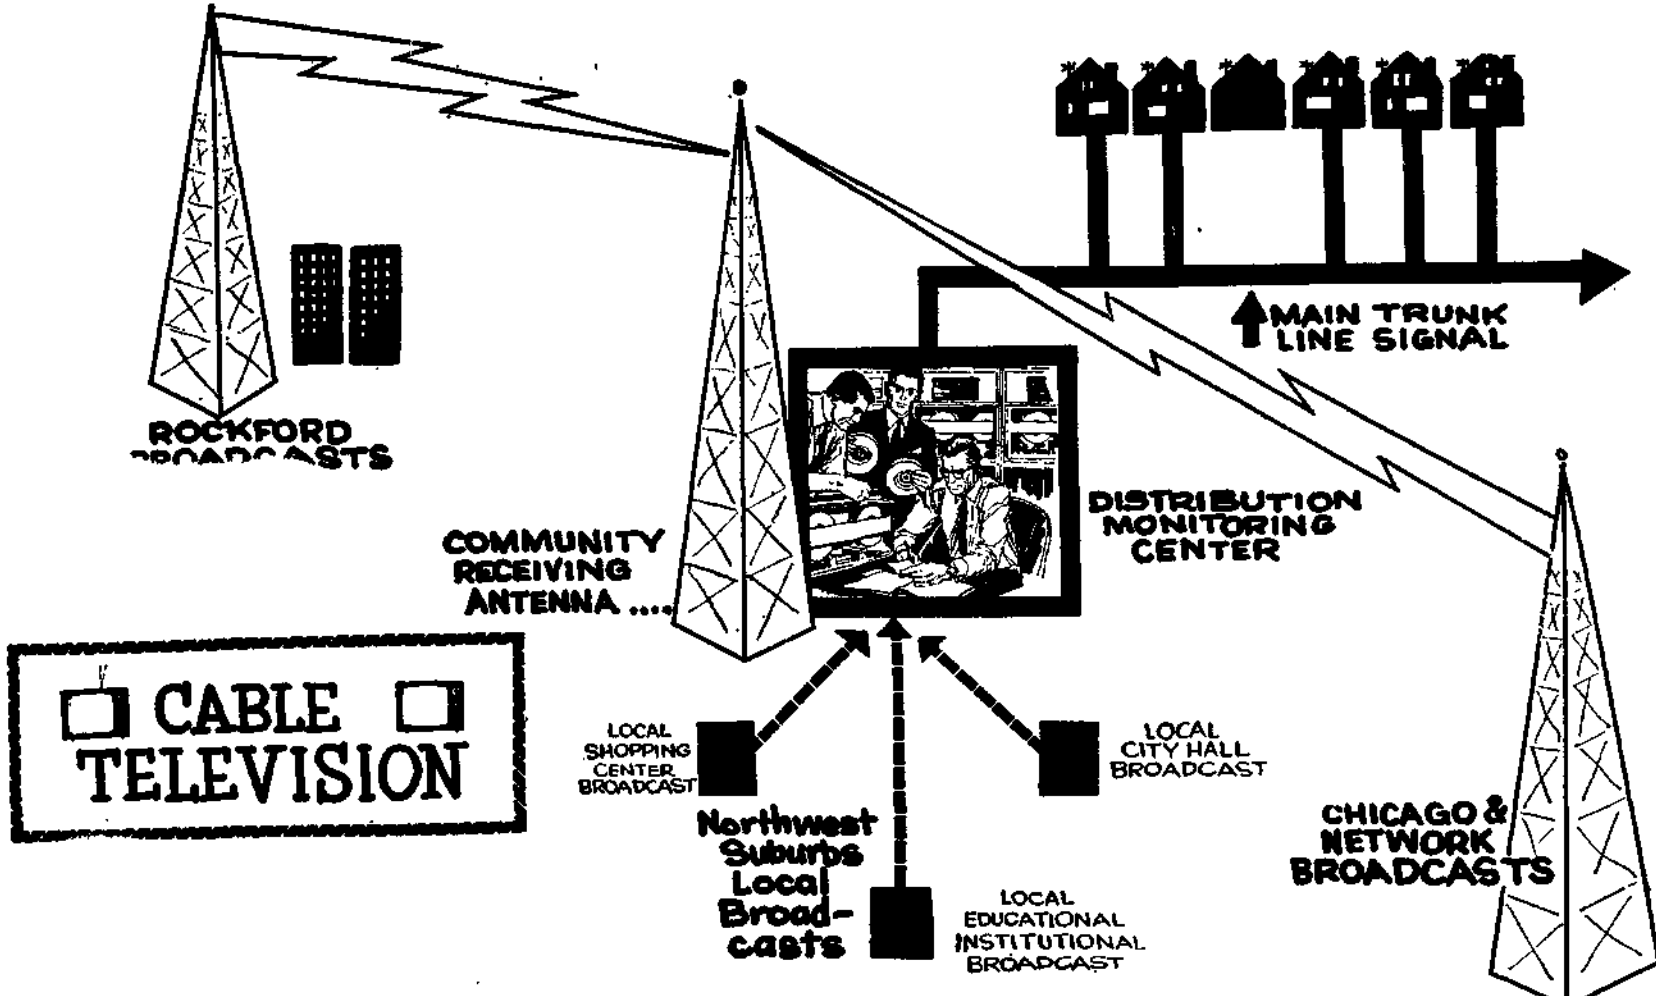 MAIN TRUNK
LINE SIGNAL
ROCKFORD
BROADCASTS
DISTRIBUTION
MONITORING
CENTER
COMMUNITY
RECEIVING
ANTENNA ....
CABLE
TELEVISION
LOCAL
SHOPPING
CENTER
BROADCAST
LOCAL
CITY HALL
BROADCAST
Northwest
Suburbs
Local
Broad-
casts
CHICAGO &
NETWORK
BROADCASTS
LOCAL
EDUCATIONAL
INSTITUTIONAL
BROADCAST